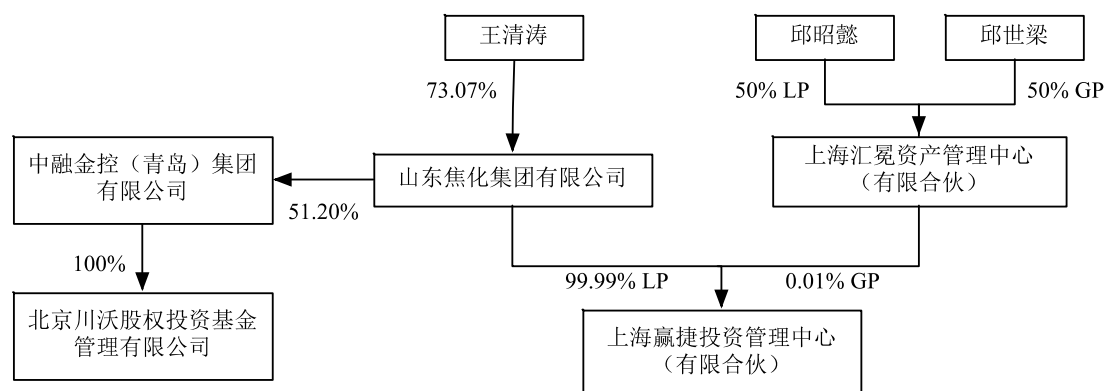 王清涛
邱昭懿
邱世梁
73.07%
50% LP
50% GP
中融金控（青岛）集团
有限公司
山东焦化集团有限公司
上海汇冕资产管理中心
（有限合伙）
51.20%
100%
99.99% LP
0.01% GP
北京川沃股权投资基金
管理有限公司
上海赢捷投资管理中心
（有限合伙）